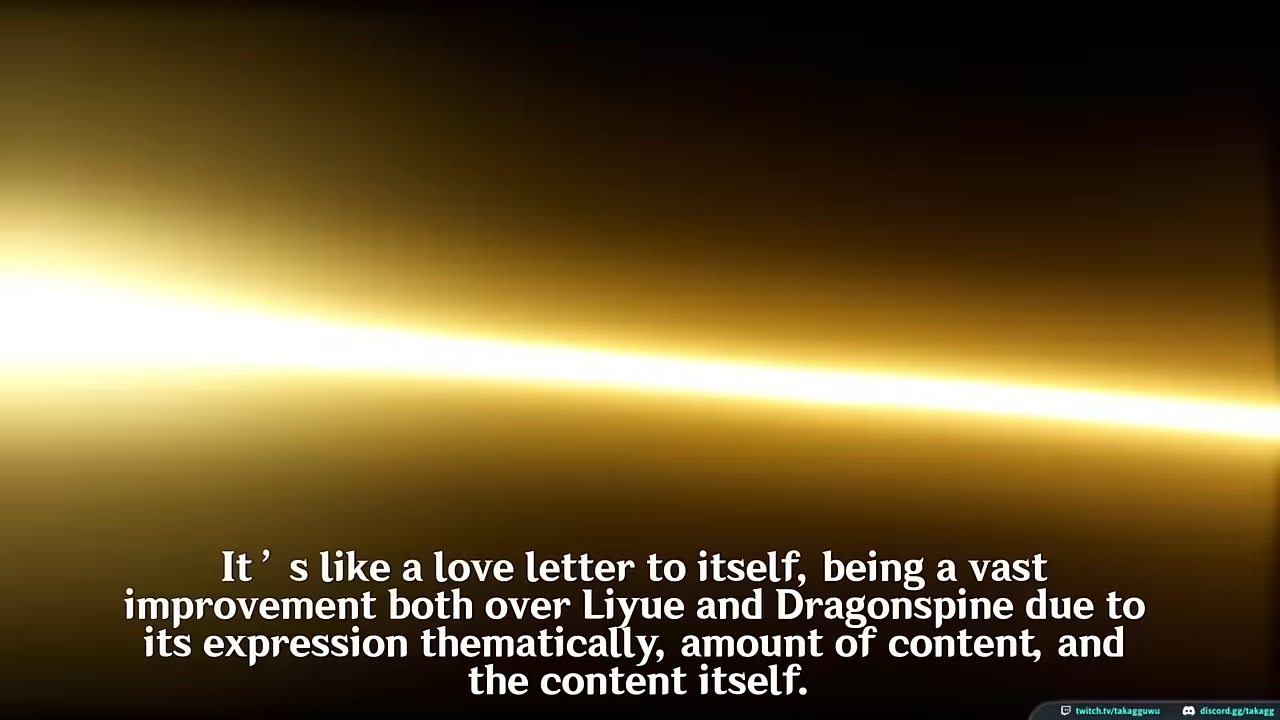 It’ s like a love letter to itself, being a vast
improvement both over Liyue and Dragonspine due to
its expression thematically, amount of content, and
the content itself.
twitch.tv/takagguwu discord.gg/takagg